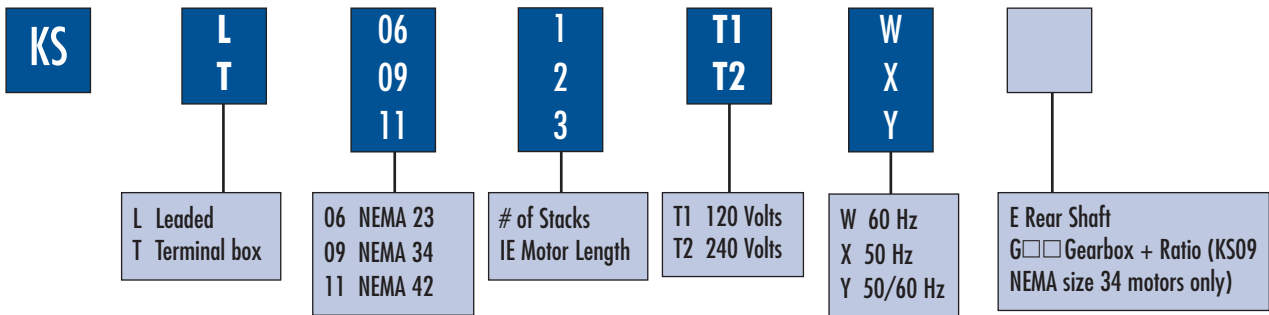 KS
L
T
06
09
11
1
2
3
T1
T2
W
X
Y
L Leaded
T Terminal box
06 NEMA 23
09 NEMA 34
11 NEMA 42
# of Stacks
IE Motor Length
T1 120 Volts
T2 240 Volts
W 60 Hz
X 50 Hz
Y 50/60 Hz
E Rear Shaft
G□□ Gearbox + Ratio (KS09
NEMA size 34 motors only)